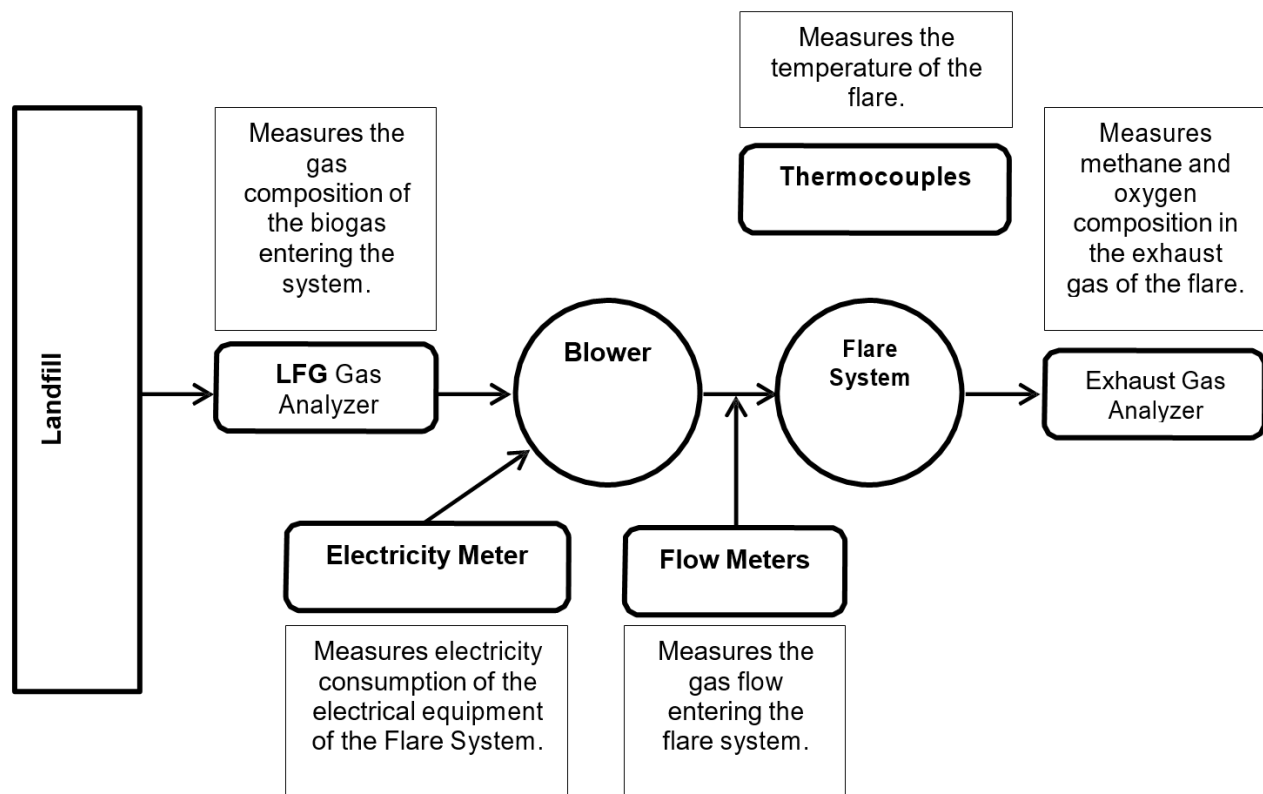 Landfill
Measures the
gas
composition of
the biogas
entering the
system.
LFG Gas
Analyzer
Blower
Electricity Meter
Measures electricity
consumption of the
electrical equipment
of the Flare System.
Flow Meters
Measures the
gas flow
entering the
flare system.
Measures the
temperature of the
flare.
Thermocouples
Flare
System
Measures
methane and
oxygen
composition in
the exhaust
gas of the flare.
Exhaust Gas
Analyzer